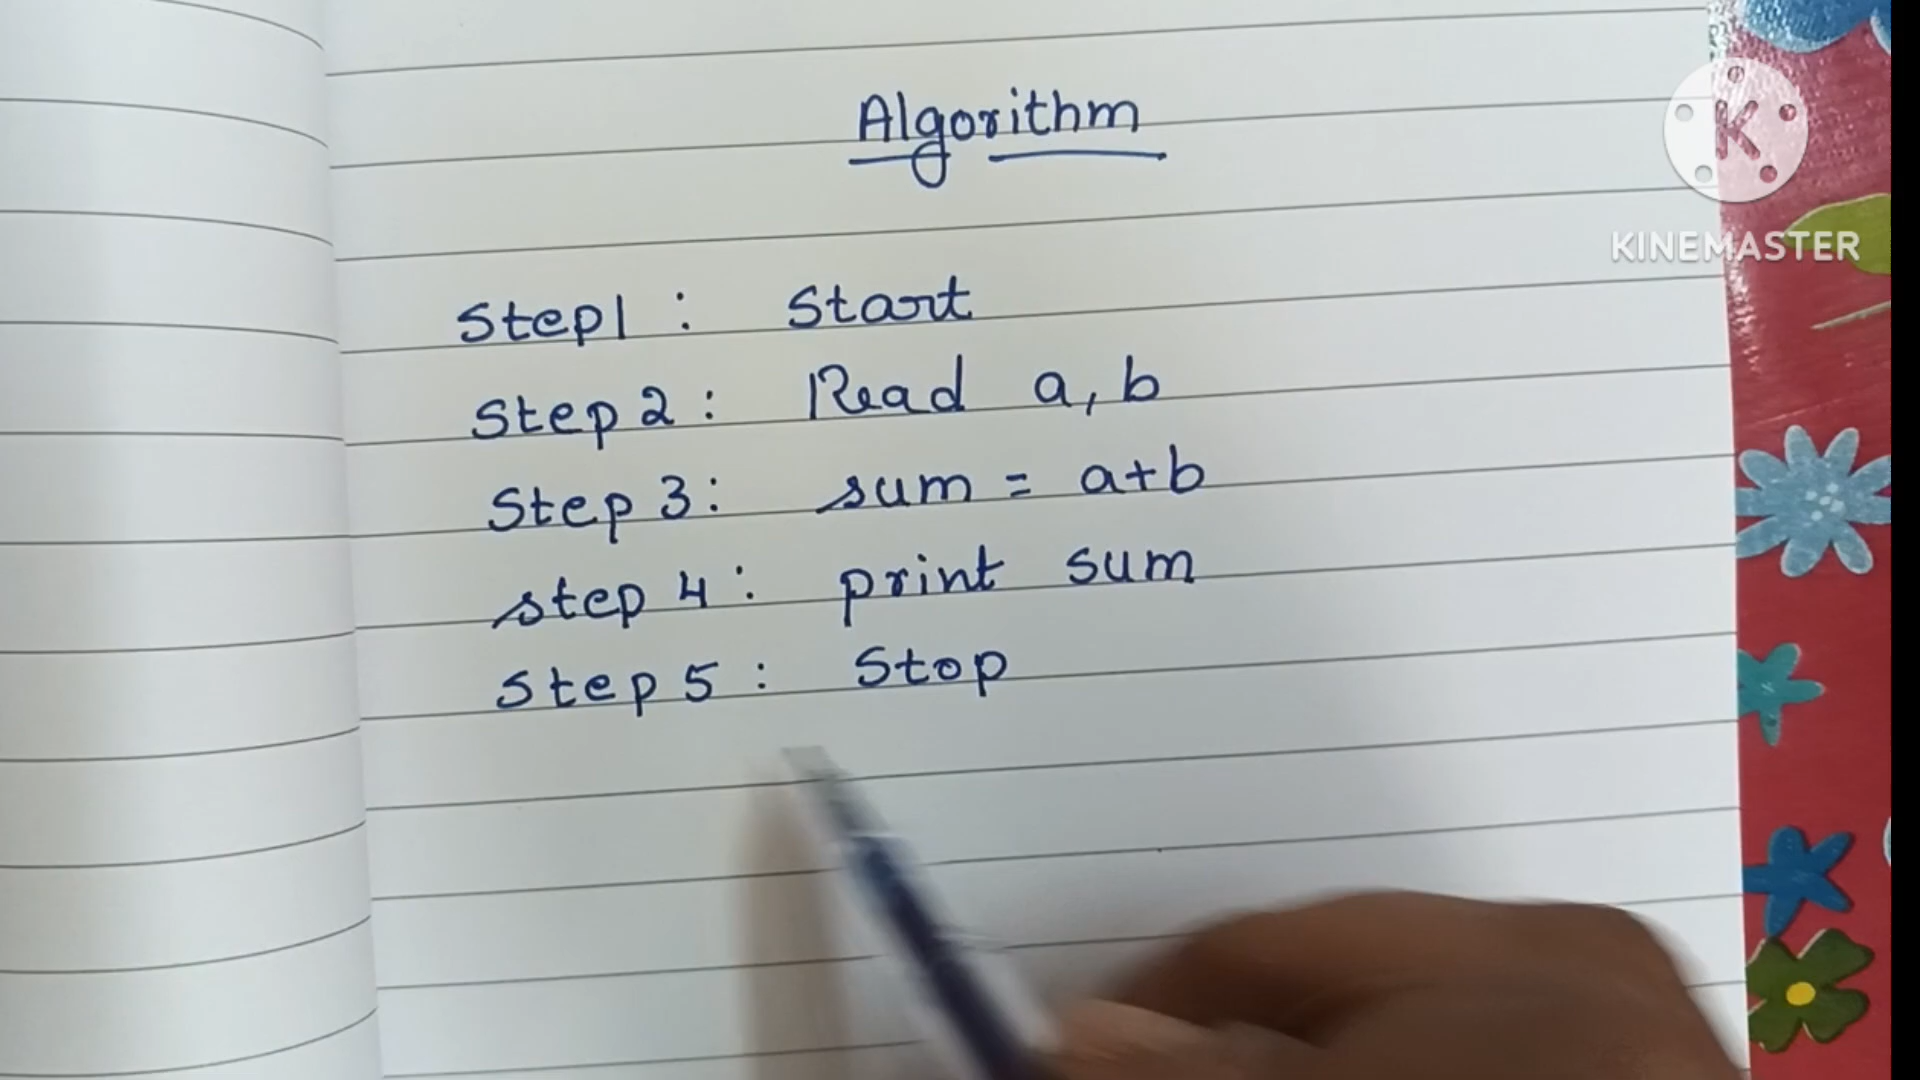 Algorithm
K
KINEMASTER
Step1 : Start
Step 2 : Read a, b
Step 3 : sum = a+b
step 4 : print sum
Step 5 : Stop